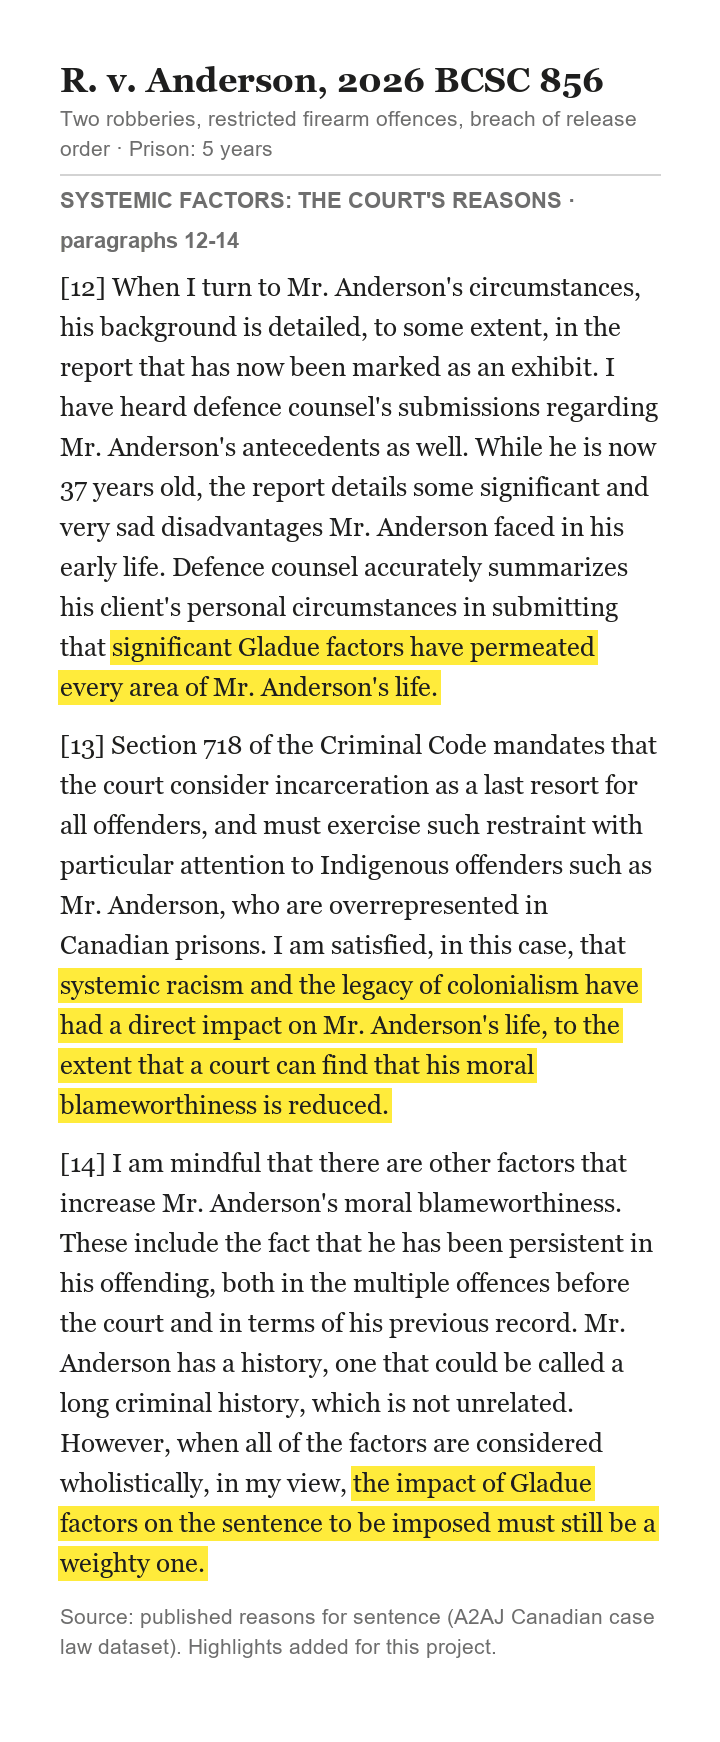 R. v. Anderson, 2026 BCSC 856
Two robberies, restricted firearm offences, breach of release
order · Prison: 5 years
SYSTEMIC FACTORS: THE COURT'S REASONS ·
paragraphs 12-14
[12] When I turn to Mr. Anderson's circumstances,
his background is detailed, to some extent, in the
report that has now been marked as an exhibit. I
have heard defence counsel's submissions regarding
Mr. Anderson's antecedents as well. While he is now
37 years old, the report details some significant and
very sad disadvantages Mr. Anderson faced in his
early life. Defence counsel accurately summarizes
his client's personal circumstances in submitting
that significant Gladue factors have permeated
every area of Mr. Anderson's life.
[13] Section 718 of the Criminal Code mandates that
the court consider incarceration as a last resort for
all offenders, and must exercise such restraint with
particular attention to Indigenous offenders such as
Mr. Anderson, who are overrepresented in
Canadian prisons. I am satisfied, in this case, that
systemic racism and the legacy of colonialism have
had a direct impact on Mr. Anderson's life, to the
extent that a court can find that his moral
blameworthiness is reduced.
[14] I am mindful that there are other factors that
increase Mr. Anderson's moral blameworthiness.
These include the fact that he has been persistent in
his offending, both in the multiple offences before
the court and in terms of his previous record. Mr.
Anderson has a history, one that could be called a
long criminal history, which is not unrelated.
However, when all of the factors are considered
wholistically, in my view, the impact of Gladue
factors on the sentence to be imposed must still be a
weighty one.
Source: published reasons for sentence (A2AJ Canadian case
law dataset). Highlights added for this project.